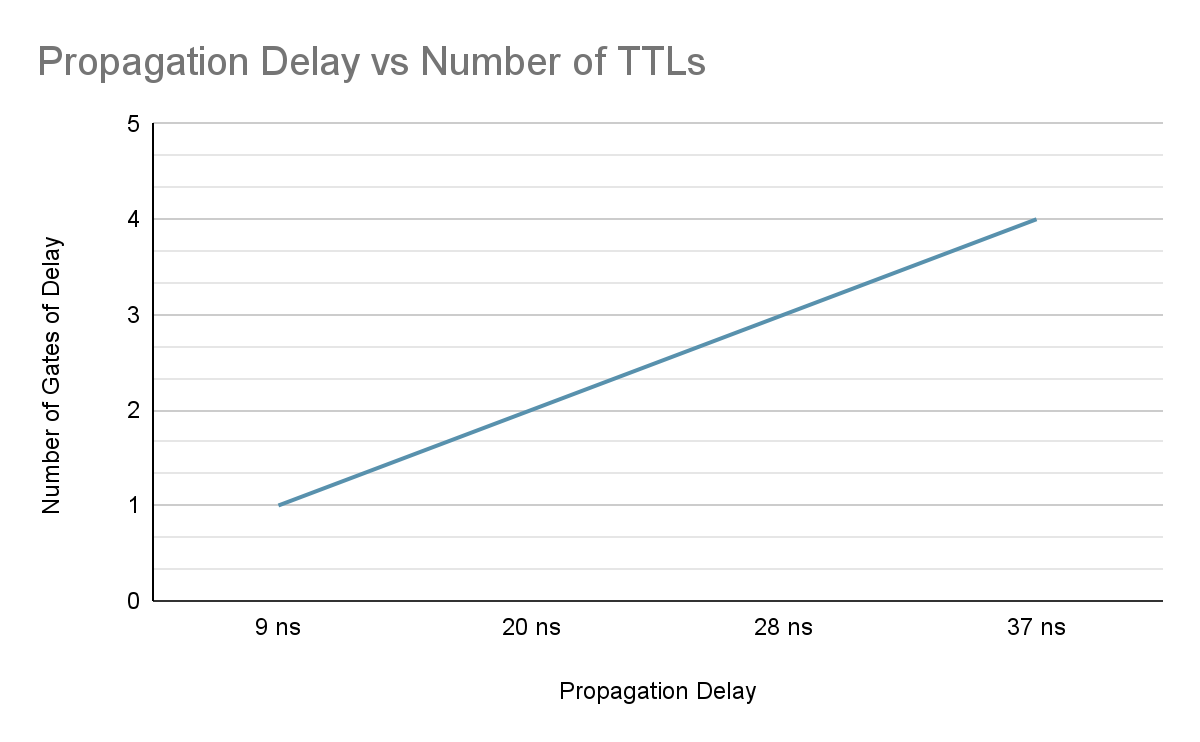 Propagation Delay vs Number of TTLs
5
4
3
2
1
0
Number of Gates of Delay
9 ns 20 ns 28 ns 37 ns
Propagation Delay